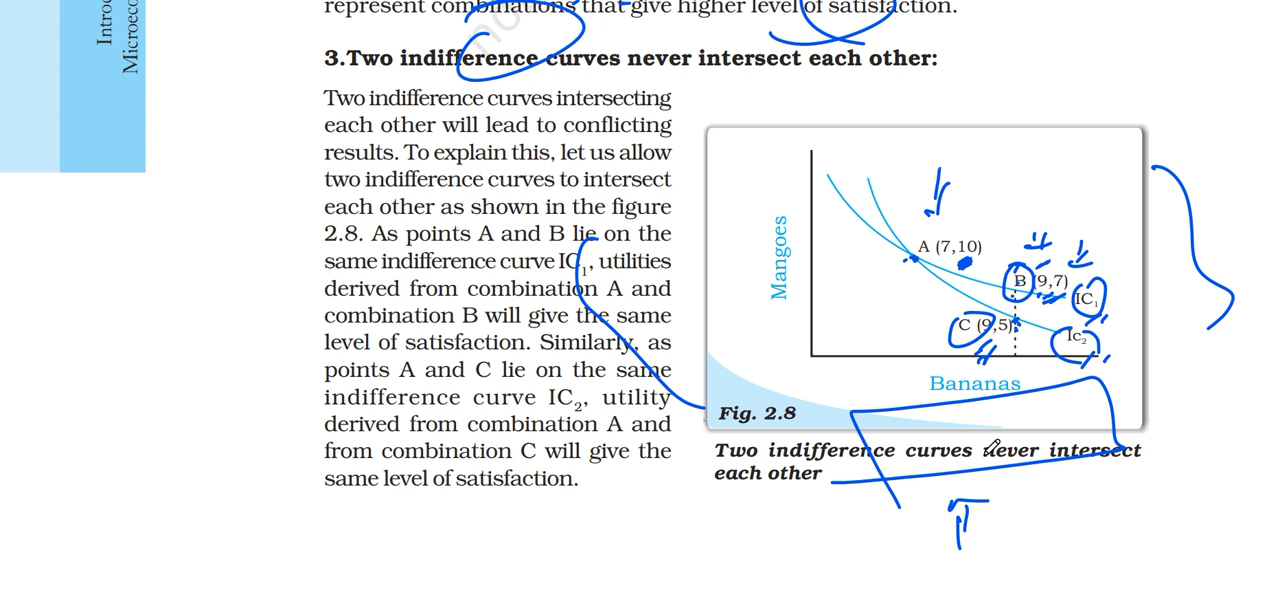 represent combinations that give higher level of satisfaction.
Introd
Microeco
no
3.Two indifference curves never intersect each other:
Two indifference curves intersecting
each other will lead to conflicting
results. To explain this, let us allow
two indifference curves to intersect
each other as shown in the figure
2.8. As points A and B lie on the
same indifference curve IC₁, utilities
derived from combination A and
combination B will give the same
level of satisfaction. Similarly, as
points A and C lie on the same
indifference curve IC₂, utility
derived from combination A and
from combination C will give the
same level of satisfaction.
Mangoes
A (7,10)
B (9,7)
IC₁
C (9,5)
Ic₂
Bananas
Fig. 2.8
Two indifference curves never intersect
each other